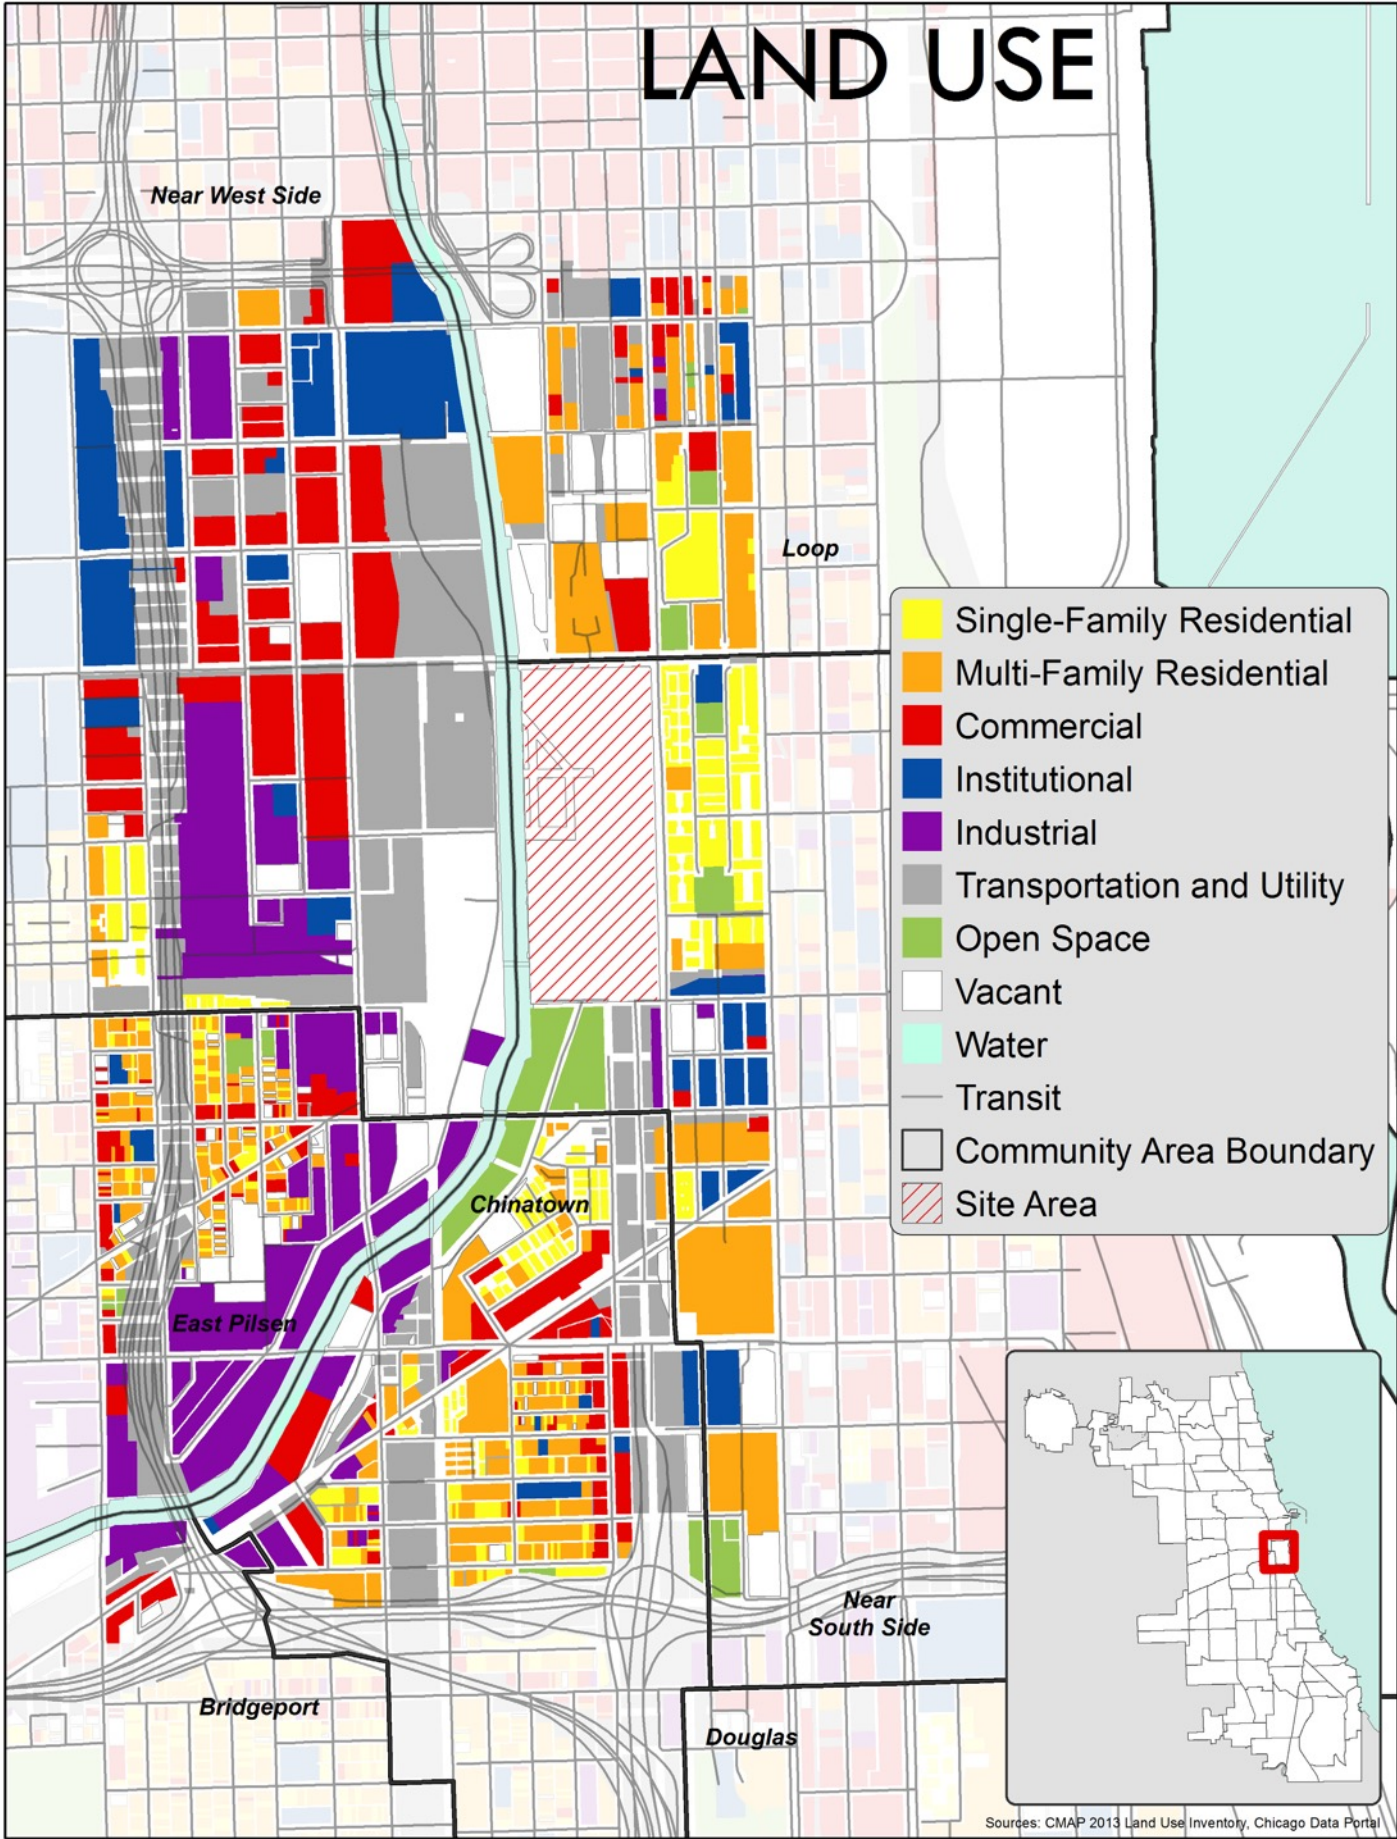 LAND USE
Near West Side
Loop
Single-Family Residential
Multi-Family Residential
Commercial
Institutional
Industrial
Transportation and Utility
Open Space
Vacant
Water
Transit
Community Area Boundary
Site Area
Chinatown
East Pilsen
Near
South Side
Bridgeport
Douglas
Sources: CMAP 2013 Land Use Inventory, Chicago Data Portal